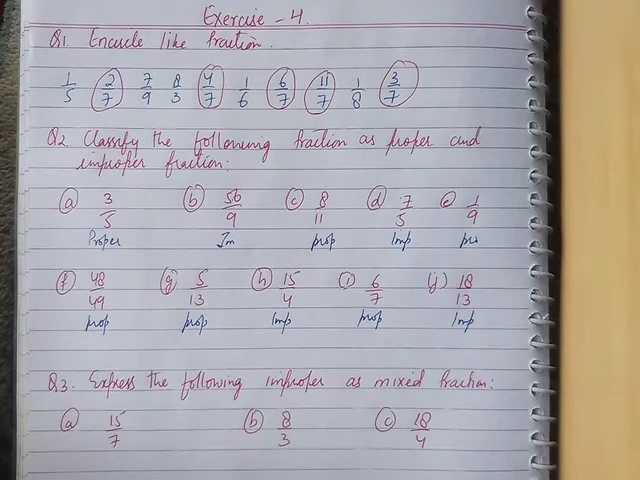 Exercise - 4.
Q1. Encircle like fraction.
1/5 2/7 7/9 8/3 4/7 1/6 6/7 11/7 1/8 3/7
Q2. Classify the following fraction as proper and
improper fraction:
(a) 3/5 (b) 56/9 (c) 8/11 (d) 7/5 (e) 1/9
Proper Im prop Imp pro
(f) 48/49 (g) 5/13 (h) 15/4 (i) 6/7 (j) 18/13
prop prop Imp prop Imp
Q3. Express the following improper as mixed fraction:
(a) 15/7 (b) 8/3 (c) 18/4